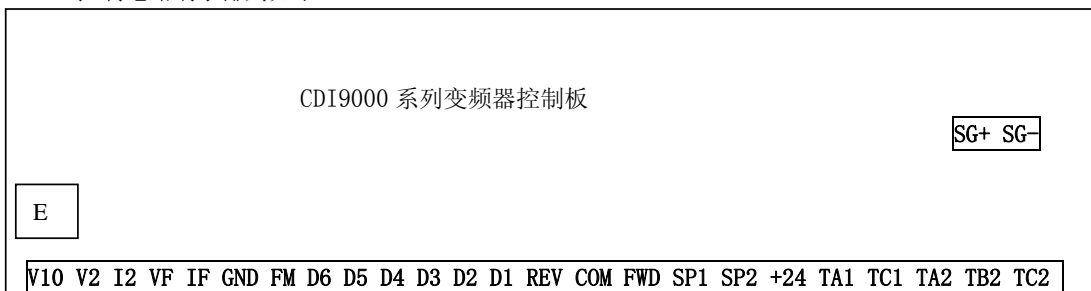 CDI9000 系列变频器控制板
SG+ SG-
E
V10 V2 I2 VF IF GND FM D6 D5 D4 D3 D2 D1 REV COM FWD SP1 SP2 +24 TA1 TC1 TA2 TB2 TC2